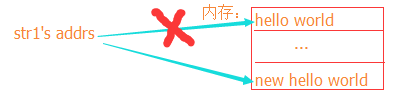 内存:
hello world
str1's addrs
...
new hello world